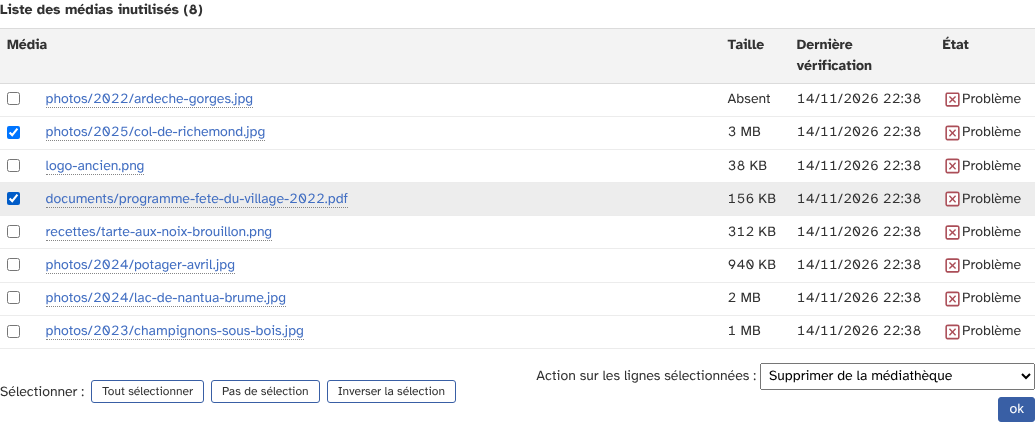 Liste des médias inutilisés (8)
Média Taille Dernière vérification État
photos/2022/ardeche-gorges.jpg Absent 14/11/2026 22:38 Problème
photos/2025/col-de-richemond.jpg 3 MB 14/11/2026 22:38 Problème
logo-ancien.png 38 KB 14/11/2026 22:38 Problème
documents/programme-fete-du-village-2022.pdf 156 KB 14/11/2026 22:38 Problème
recettes/tarte-aux-noix-brouillon.png 312 KB 14/11/2026 22:38 Problème
photos/2024/potager-avril.jpg 940 KB 14/11/2026 22:38 Problème
photos/2024/lac-de-nantua-brume.jpg 2 MB 14/11/2026 22:38 Problème
photos/2023/champignons-sous-bois.jpg 1 MB 14/11/2026 22:38 Problème
Sélectionner : Tout sélectionner Pas de sélection Inverser la sélection
Action sur les lignes sélectionnées : Supprimer de la médiathèque
ok